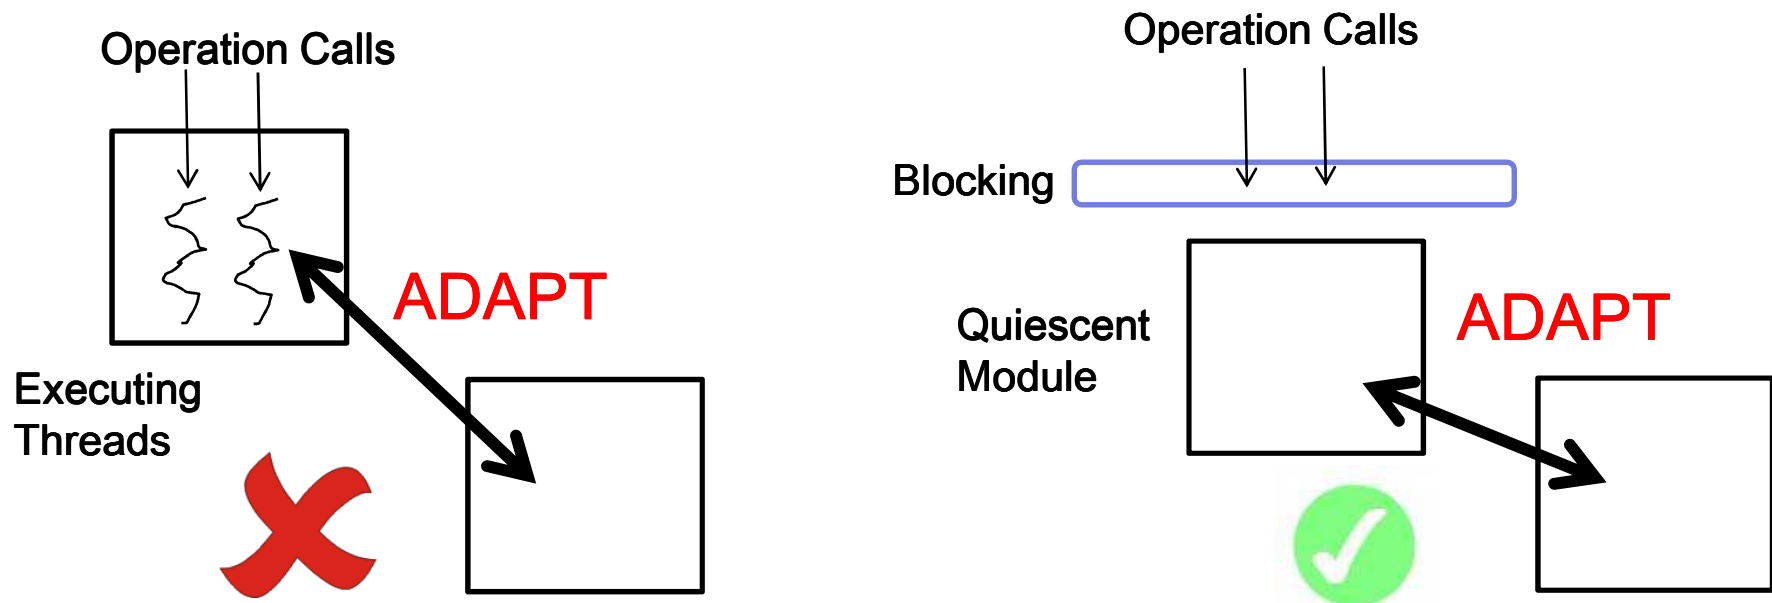 Operation Calls
ADAPT
Executing
Threads
Operation Calls
Blocking
Quiescent
Module
ADAPT